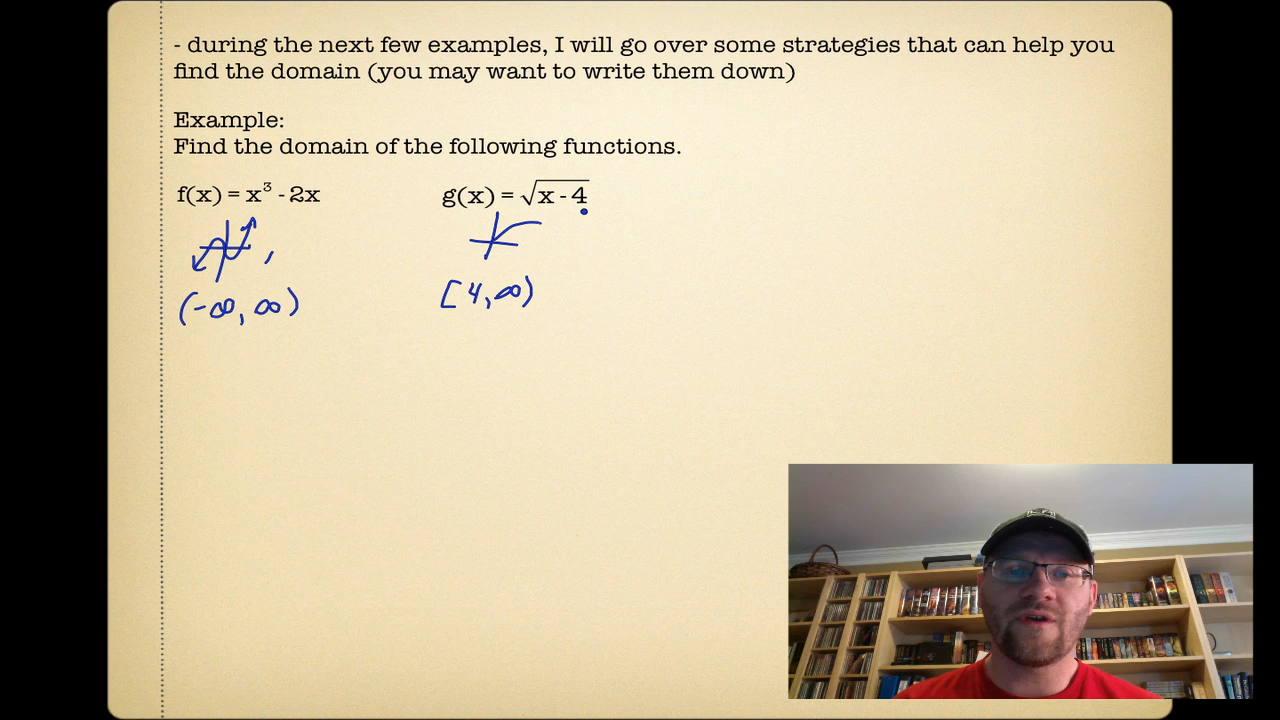 - during the next few examples, I will go over some strategies that can help you
find the domain (you may want to write them down)
Example:
Find the domain of the following functions.
f(x) = x³ - 2x
g(x) = √(x - 4)
(-∞, ∞)
[4, ∞)